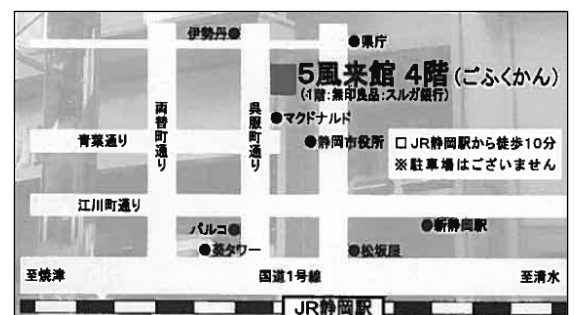 伊勢丹●
●県庁
5風来館 4階(ごふくかん)
(1階:無印良品:スルガ銀行)
両替町通り
呉服町通り
●マクドナルド
青葉通り
●静岡市役所
□JR静岡駅から徒歩10分
※駐車場はございません
江川町通り
パルコ●
●新静岡駅
●葵タワー
●松坂屋
至焼津
国道1号線
至清水
JR静岡駅